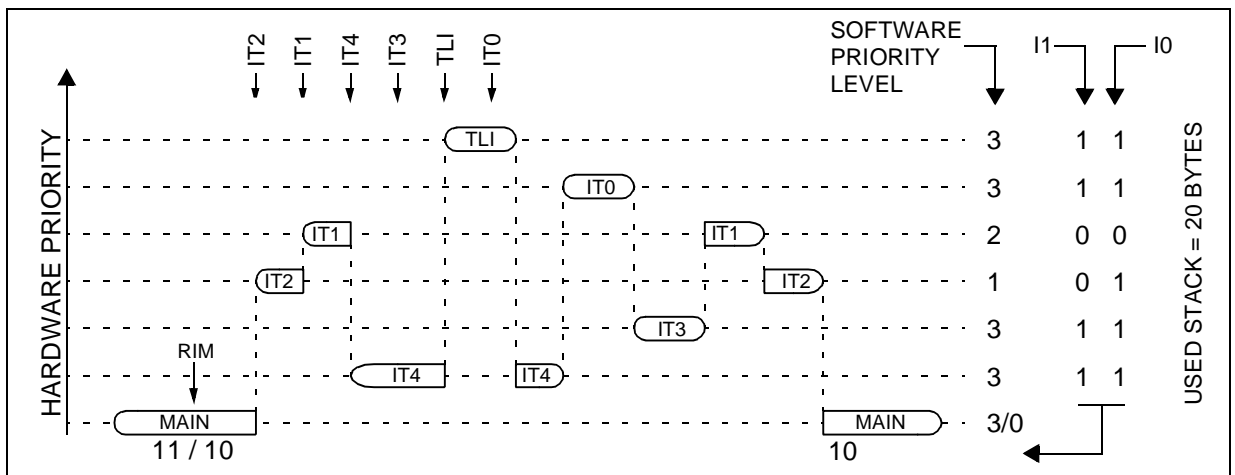 IT2
IT1
IT4
IT3
TLI
IT0
SOFTWARE
PRIORITY
LEVEL
I1
I0
HARDWARE PRIORITY
TLI
3
1 1
IT0
3
1 1
IT1
IT1
2
0 0
IT2
IT2
1
0 1
IT3
3
1 1
RIM
IT4
IT4
3
1 1
MAIN
MAIN
3/0
11 / 10
10
USED STACK = 20 BYTES